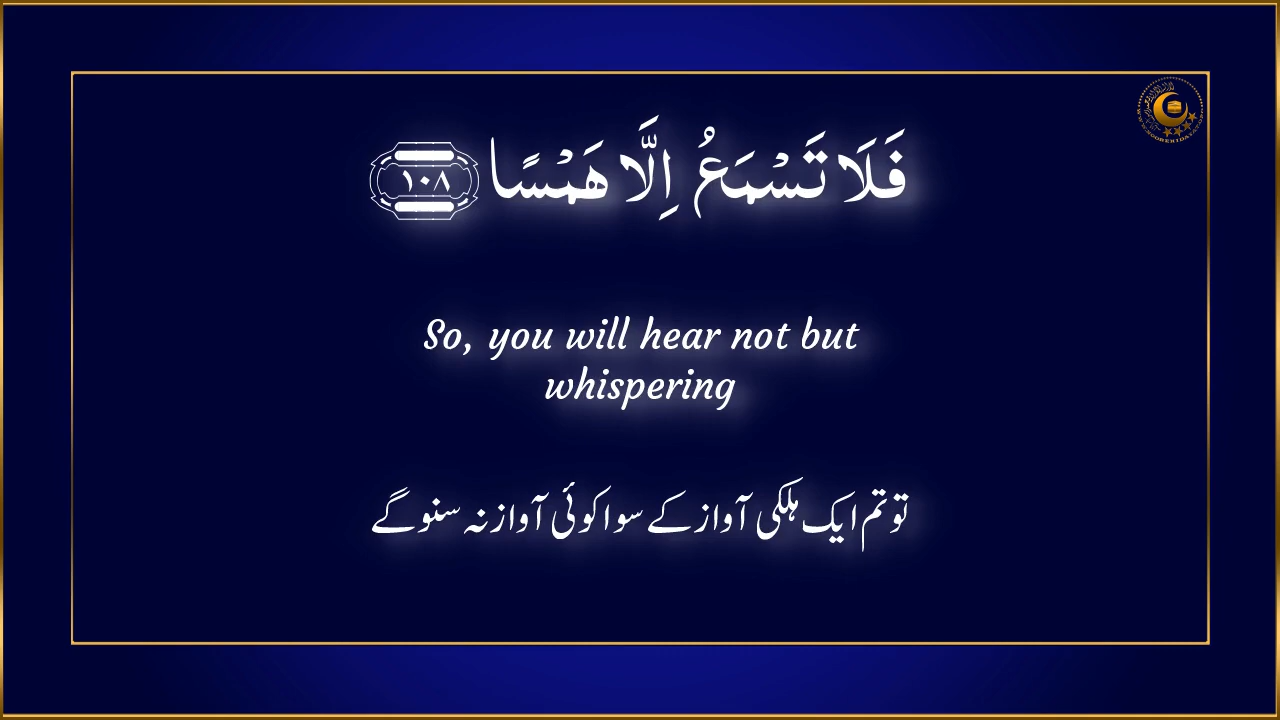 فَلَا تَسْمَعُ اِلَّا هَمْسًا ١٠٨
So, you will hear not but
whispering
تو تم ایک ہلکی آواز کے سوا کوئی آواز نہ سنو گے